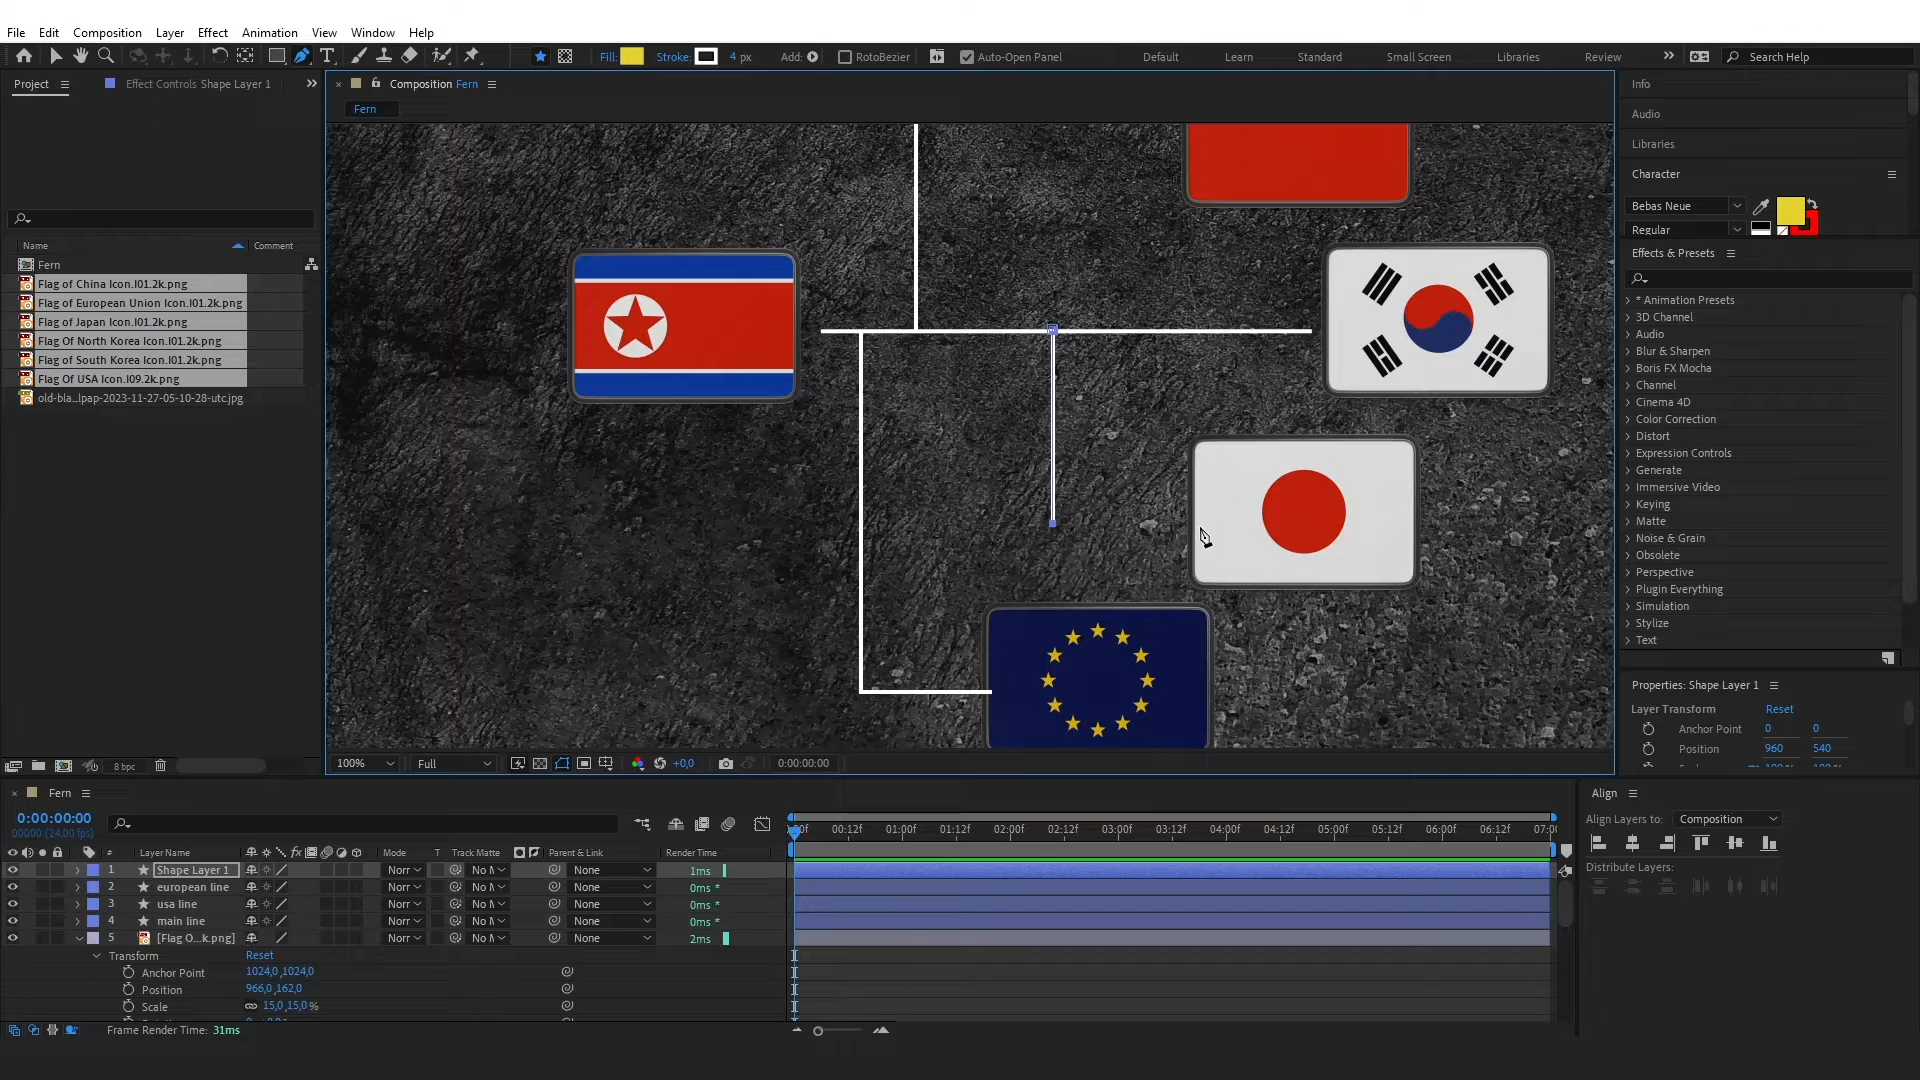 File Edit Composition Layer Effect Animation View Window Help
Fill: Stroke: 4 px Add: RotoBezier Auto-Open Panel Default Learn Standard Small Screen Libraries Review Search Help
Project Effect Controls Shape Layer 1
Composition Fern
Fern
Name Comment
Fern
Flag of China Icon.I01.2k.png
Flag of European Union Icon.I01.2k.png
Flag of Japan Icon.I01.2k.png
Flag Of North Korea Icon.I01.2k.png
Flag of South Korea Icon.I01.2k.png
Flag Of USA Icon.I09.2k.png
old-bla...lpap-2023-11-27-05-10-28-utc.jpg
8 bpc
100% Full +0,0 0:00:00:00
Info
Audio
Libraries
Character
Bebas Neue
Regular
Effects & Presets
* Animation Presets
3D Channel
Audio
Blur & Sharpen
Boris FX Mocha
Channel
Cinema 4D
Color Correction
Distort
Expression Controls
Generate
Immersive Video
Keying
Matte
Noise & Grain
Obsolete
Perspective
Plugin Everything
Simulation
Stylize
Text
Properties: Shape Layer 1
Layer Transform Reset
Anchor Point 0 0
Position 960 540
Fern
0:00:00:00
00000 (24.00 fps)
00:12f 01:00f 01:12f 02:00f 02:12f 03:00f 03:12f 04:00f 04:12f 05:00f 05:12f 06:00f 06:12f
# Layer Name Mode T Track Matte Parent & Link Render Time
1 Shape Layer 1 Norr No None 1ms
2 european line Norr No None 0ms *
3 usa line Norr No None 0ms *
4 main line Norr No None 0ms *
5 [Flag O...k.png] Norr No None 2ms
Transform Reset
Anchor Point 1024,0,1024,0
Position 966,0,162,0
Scale 15,0,15,0 %
Frame Render Time: 31ms
Align
Align Layers to: Composition
Distribute Layers: